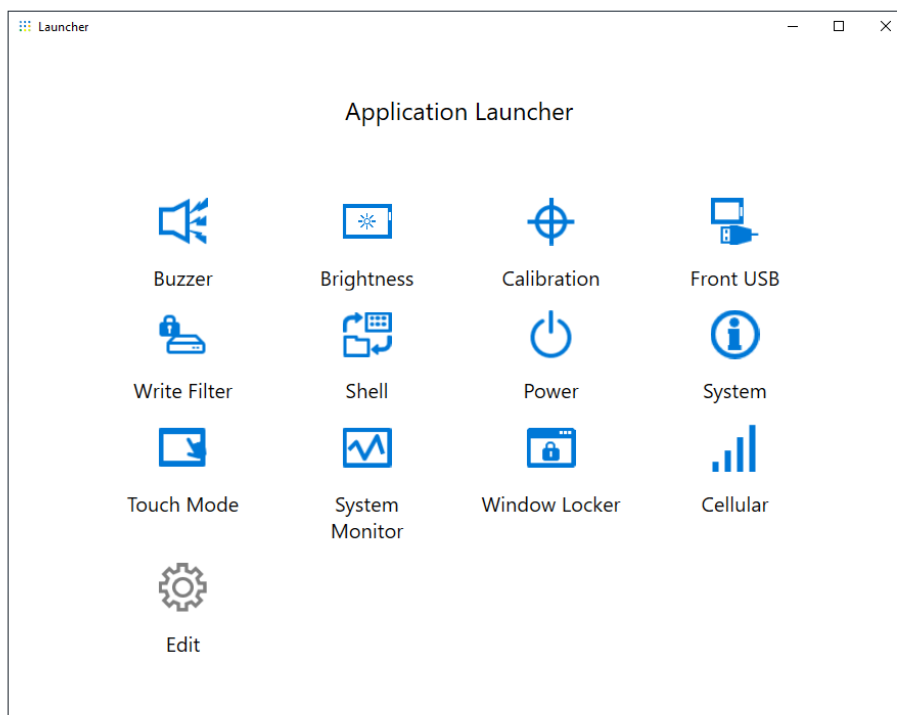 Launcher
Application Launcher
Buzzer
Brightness
Calibration
Front USB
Write Filter
Shell
Power
System
Touch Mode
System
Monitor
Window Locker
Cellular
Edit